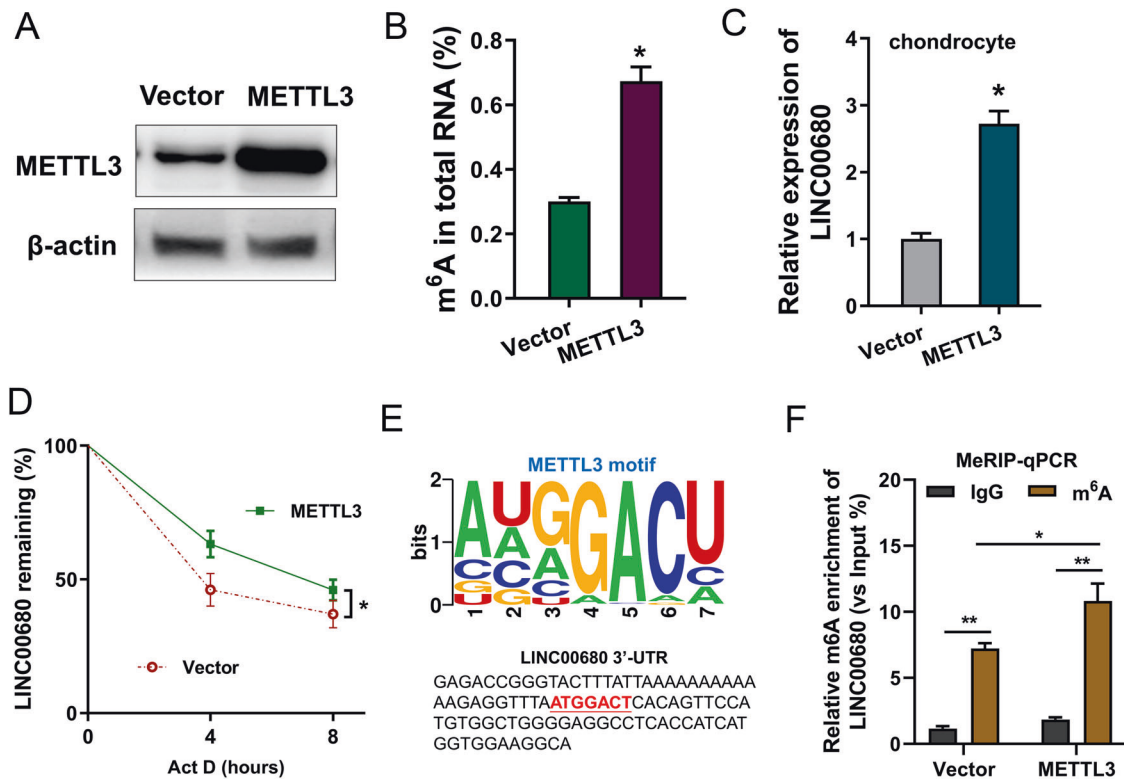 A
Vector METTL3
METTL3
β-actin
B
m⁶A in total RNA (%)
0.8
0.6
0.4
0.2
0.0
*
Vector
METTL3
C
chondrocyte
Relative expression of
LINC00680
4
3
2
1
0
*
Vector
METTL3
D
LINC00680 remaining (%)
100
50
0
METTL3
Vector
*
0 4 8
Act D (hours)
E
METTL3 motif
bits
2
1
0
A U G G A C U
C A A A C
G C C A A
U G U
1 2 3 4 5 6 7
LINC00680 3'-UTR
GAGACCGGGTACTTTATTAAAAAAAAAA
AAGAGGTTTAATGGACTCACAGTTCCA
TGTGGCTGGGGAGGCCTCACCATCAT
GGTGGAAGGCA
F
MeRIP-qPCR
IgG m⁶A
Relative m6A enrichment of
LINC00680 (vs Input %)
20
15
10
5
0
*
**
**
Vector METTL3